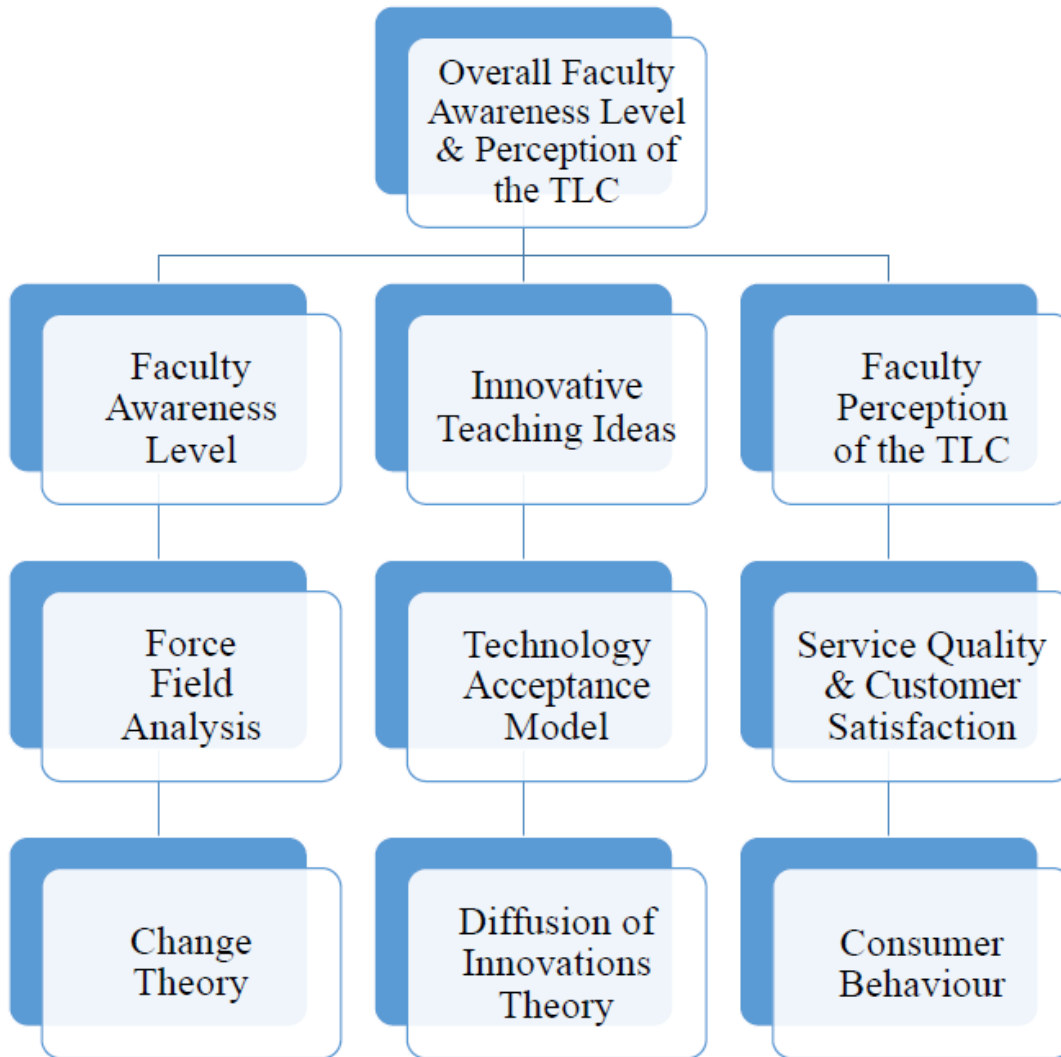 Overall Faculty
Awareness Level
& Perception of
the TLC
Faculty
Awareness
Level
Innovative
Teaching Ideas
Faculty
Perception
of the TLC
Force
Field
Analysis
Technology
Acceptance
Model
Service Quality
& Customer
Satisfaction
Change
Theory
Diffusion of
Innovations
Theory
Consumer
Behaviour